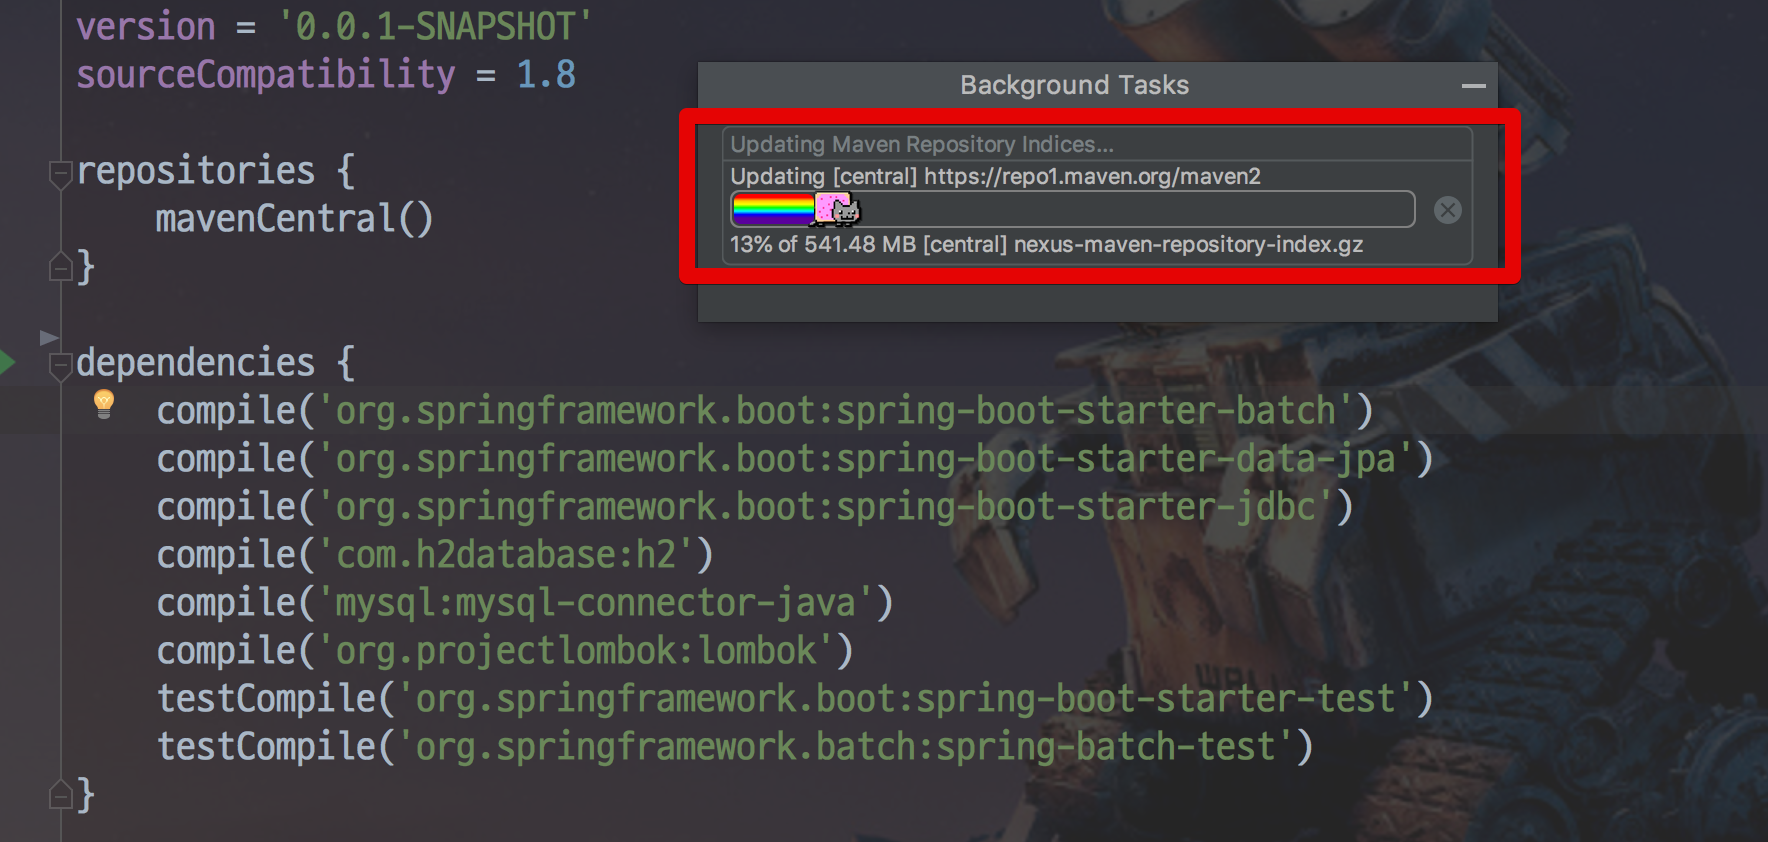 version = '0.0.1-SNAPSHOT'
sourceCompatibility = 1.8
Background Tasks
Updating Maven Repository Indices...
Updating [central] https://repo1.maven.org/maven2
13% of 541.48 MB [central] nexus-maven-repository-index.gz
repositories {
mavenCentral()
}
dependencies {
compile('org.springframework.boot:spring-boot-starter-batch')
compile('org.springframework.boot:spring-boot-starter-data-jpa')
compile('org.springframework.boot:spring-boot-starter-jdbc')
compile('com.h2database:h2')
compile('mysql:mysql-connector-java')
compile('org.projectlombok:lombok')
testCompile('org.springframework.boot:spring-boot-starter-test')
testCompile('org.springframework.batch:spring-batch-test')
}